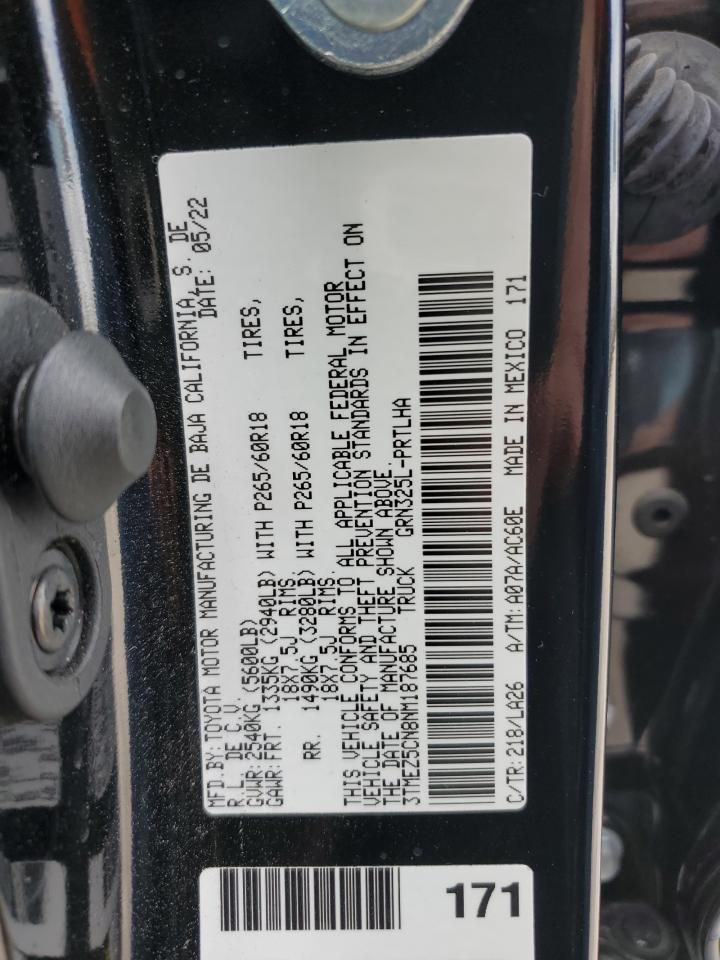 MFD. BY: TOYOTA MOTOR MANUFACTURING DE BAJA CALIFORNIA, S. DE
R.L. DE C.V. DATE: 05/22
GVWR: 2540KG (5600LB)
GAWR: FRT. 1335KG (2940LB) WITH P265/60R18 TIRES,
18X7.5J RIMS.
RR. 1490KG (3280LB) WITH P265/60R18 TIRES,
18X7.5J RIMS.
THIS VEHICLE CONFORMS TO ALL APPLICABLE FEDERAL MOTOR
VEHICLE SAFETY AND THEFT PREVENTION STANDARDS IN EFFECT ON
THE DATE OF MANUFACTURE SHOWN ABOVE.
3TMEZ5CN8NM187685 TRUCK GRN325L-PRTLHA
C/TR: 218/LA26 A/TM: A07A/AC60E MADE IN MEXICO 171
171